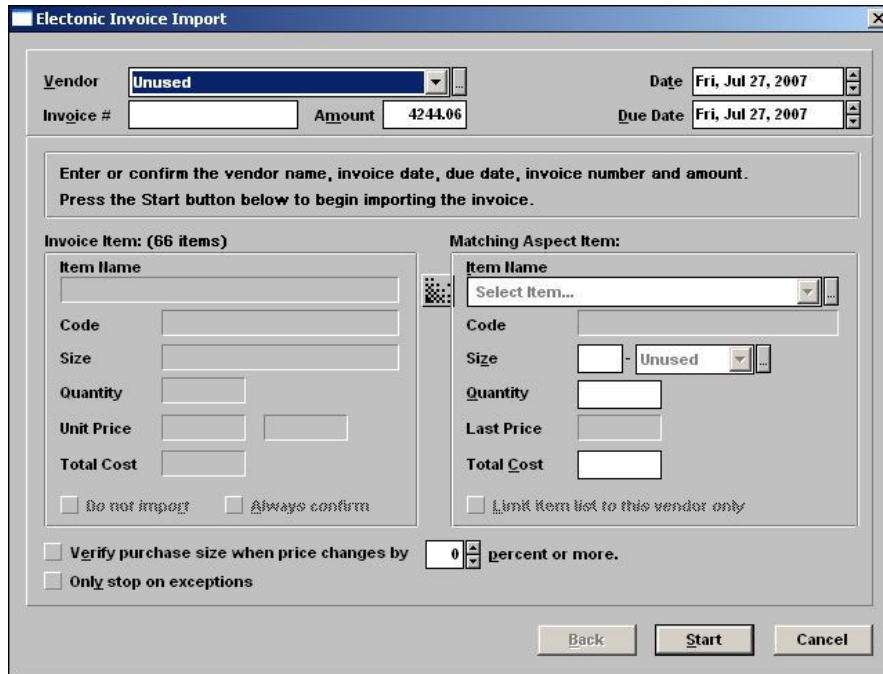 Electonic Invoice Import
Vendor Unused ... Date Fri, Jul 27, 2007
Invoice # Amount 4244.06 Due Date Fri, Jul 27, 2007
Enter or confirm the vendor name, invoice date, due date, invoice number and amount.
Press the Start button below to begin importing the invoice.
Invoice Item: (66 items) Matching Aspect Item:
Item Name Item Name
Select Item... ...
Code Code
Size Size - Unused ...
Quantity Quantity
Unit Price Last Price
Total Cost Total Cost
Do not import Always confirm Limit item list to this vendor only
Verify purchase size when price changes by 0 percent or more.
Only stop on exceptions
Back Start Cancel